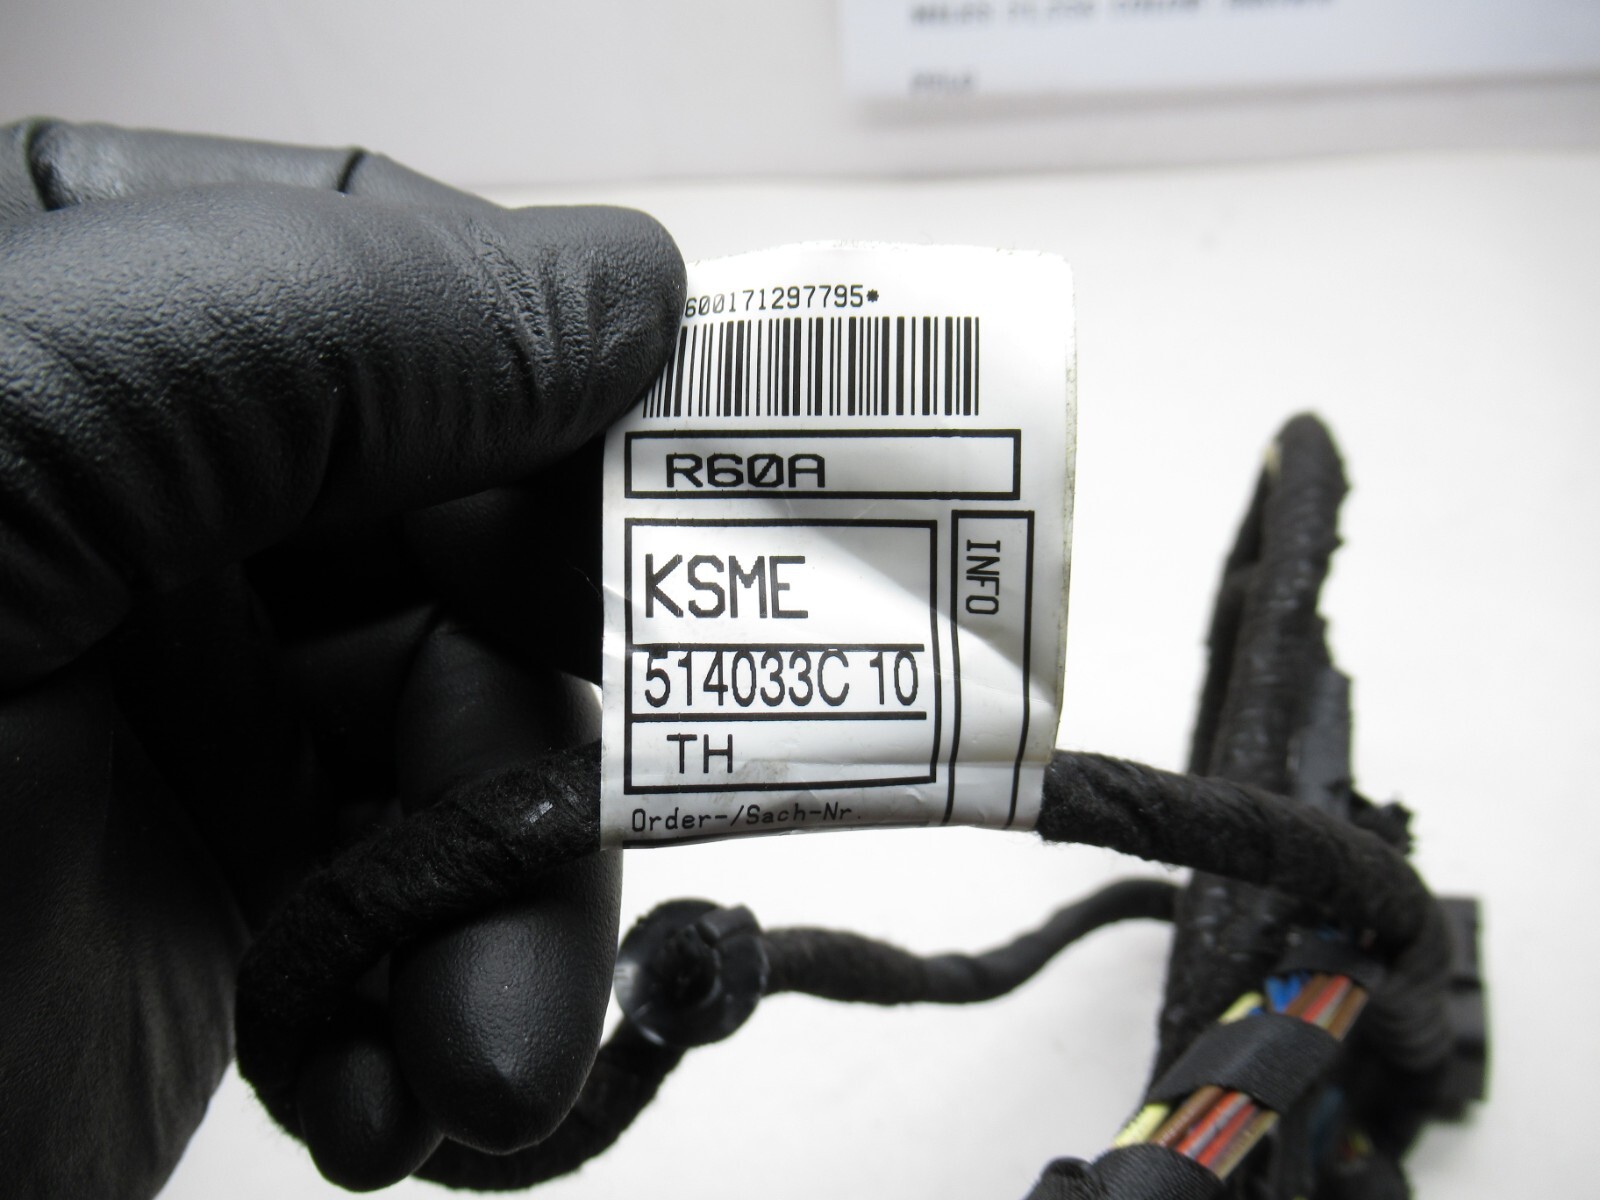 600171297795*
R60A
KSME
INFO
514033C 10
TH
Order-/Sach-Nr.